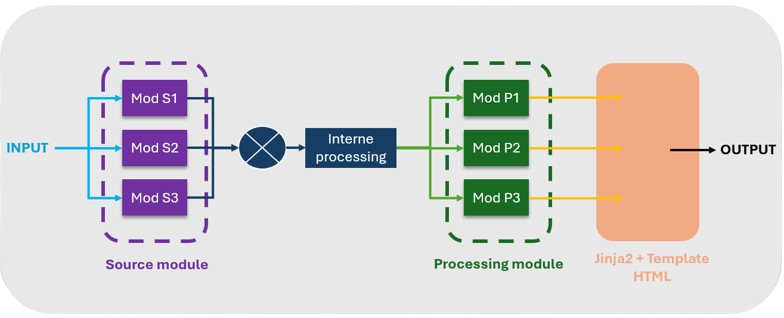 INPUT
Mod S1
Mod S2
Mod S3
Source module
Interne
processing
Mod P1
Mod P2
Mod P3
Processing module
Jinja2 + Template
HTML
OUTPUT